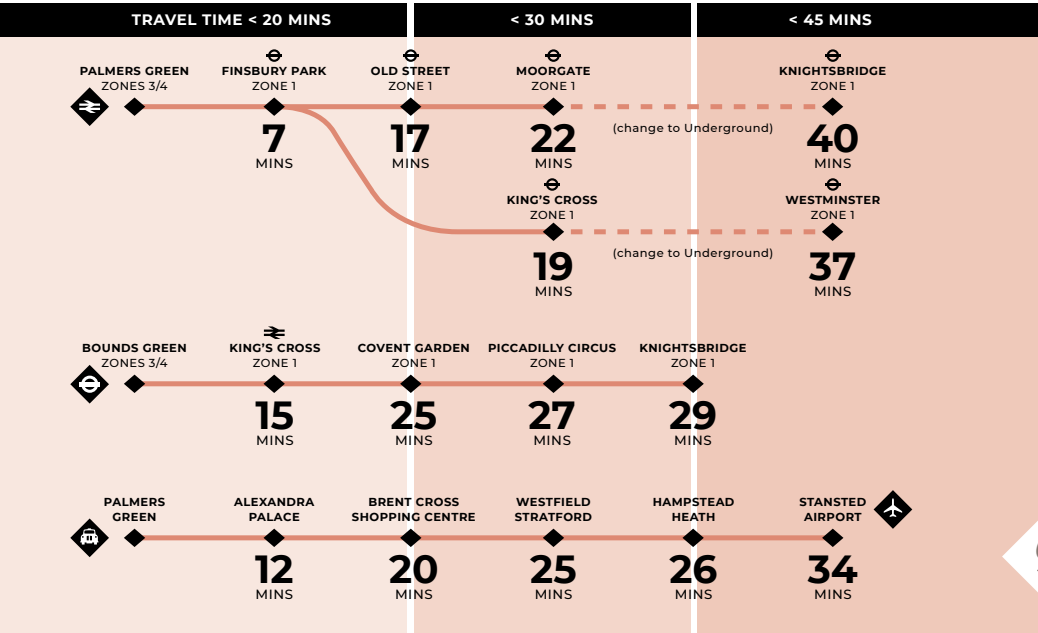 TRAVEL TIME < 20 MINS
< 30 MINS
< 45 MINS
PALMERS GREEN
ZONES 3/4
FINSBURY PARK
ZONE 1
7
MINS
OLD STREET
ZONE 1
17
MINS
MOORGATE
ZONE 1
22
MINS
(change to Underground)
KNIGHTSBRIDGE
ZONE 1
40
MINS
KING'S CROSS
ZONE 1
19
MINS
(change to Underground)
WESTMINSTER
ZONE 1
37
MINS
BOUNDS GREEN
ZONES 3/4
KING'S CROSS
ZONE 1
15
MINS
COVENT GARDEN
ZONE 1
25
MINS
PICCADILLY CIRCUS
ZONE 1
27
MINS
KNIGHTSBRIDGE
ZONE 1
29
MINS
PALMERS
GREEN
ALEXANDRA
PALACE
12
MINS
BRENT CROSS
SHOPPING CENTRE
20
MINS
WESTFIELD
STRATFORD
25
MINS
HAMPSTEAD
HEATH
26
MINS
STANSTED
AIRPORT
34
MINS